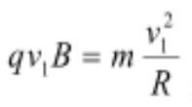 qv₁B = m v₁²/R